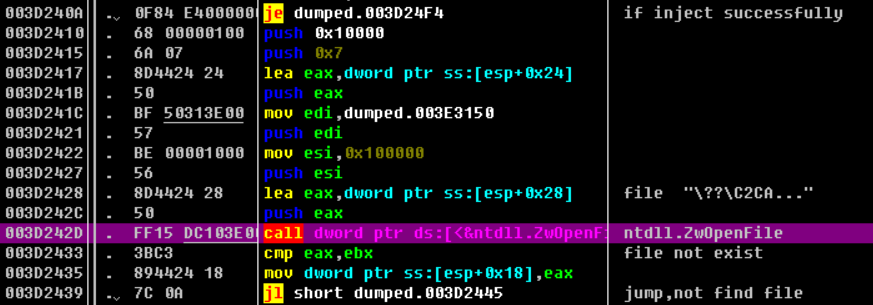 003D240A .⌄ 0F84 E4000000 je dumped.003D24F4 if inject successfully
003D2410 . 68 00000100 push 0x10000
003D2415 . 6A 07 push 0x7
003D2417 . 8D4424 24 lea eax,dword ptr ss:[esp+0x24]
003D241B . 50 push eax
003D241C . BF 50313E00 mov edi,dumped.003E3150
003D2421 . 57 push edi
003D2422 . BE 00001000 mov esi,0x100000
003D2427 . 56 push esi
003D2428 . 8D4424 28 lea eax,dword ptr ss:[esp+0x28] file "\??\C2CA..."
003D242C . 50 push eax
003D242D . FF15 DC103E00 call dword ptr ds:[<&ntdll.ZwOpenFi ntdll.ZwOpenFile
003D2433 . 3BC3 cmp eax,ebx file not exist
003D2435 . 894424 18 mov dword ptr ss:[esp+0x18],eax
003D2439 .⌄ 7C 0A jl short dumped.003D2445 jump,not find file